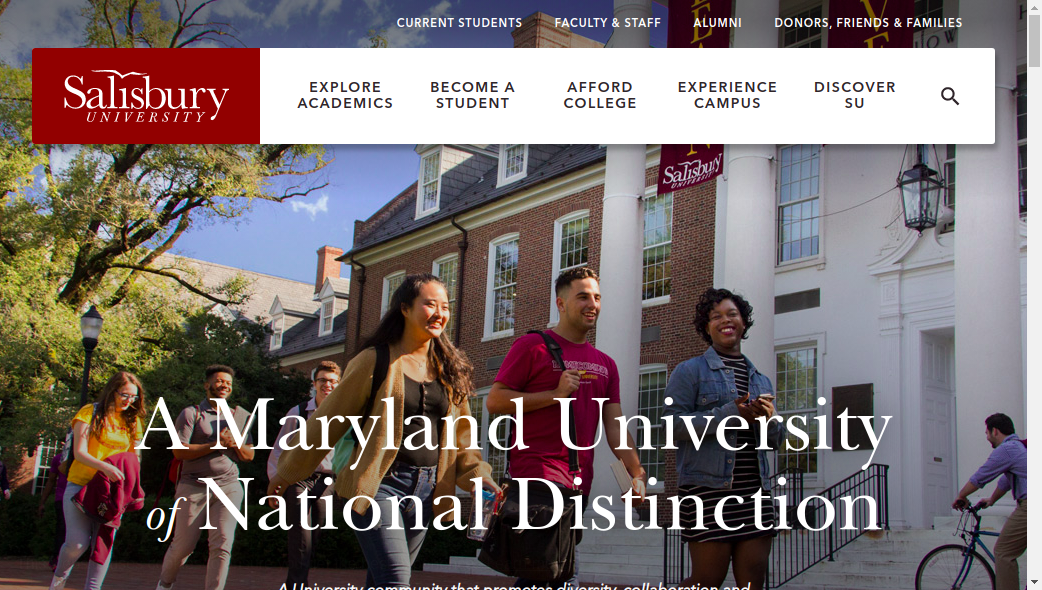 CURRENT STUDENTS FACULTY & STAFF ALUMNI DONORS, FRIENDS & FAMILIES
Salisbury
UNIVERSITY
EXPLORE
ACADEMICS
BECOME A
STUDENT
AFFORD
COLLEGE
EXPERIENCE
CAMPUS
DISCOVER
SU
Salisbury
UNIVERSITY
A Maryland University
of National Distinction
A University community that promotes diversity, collaboration and